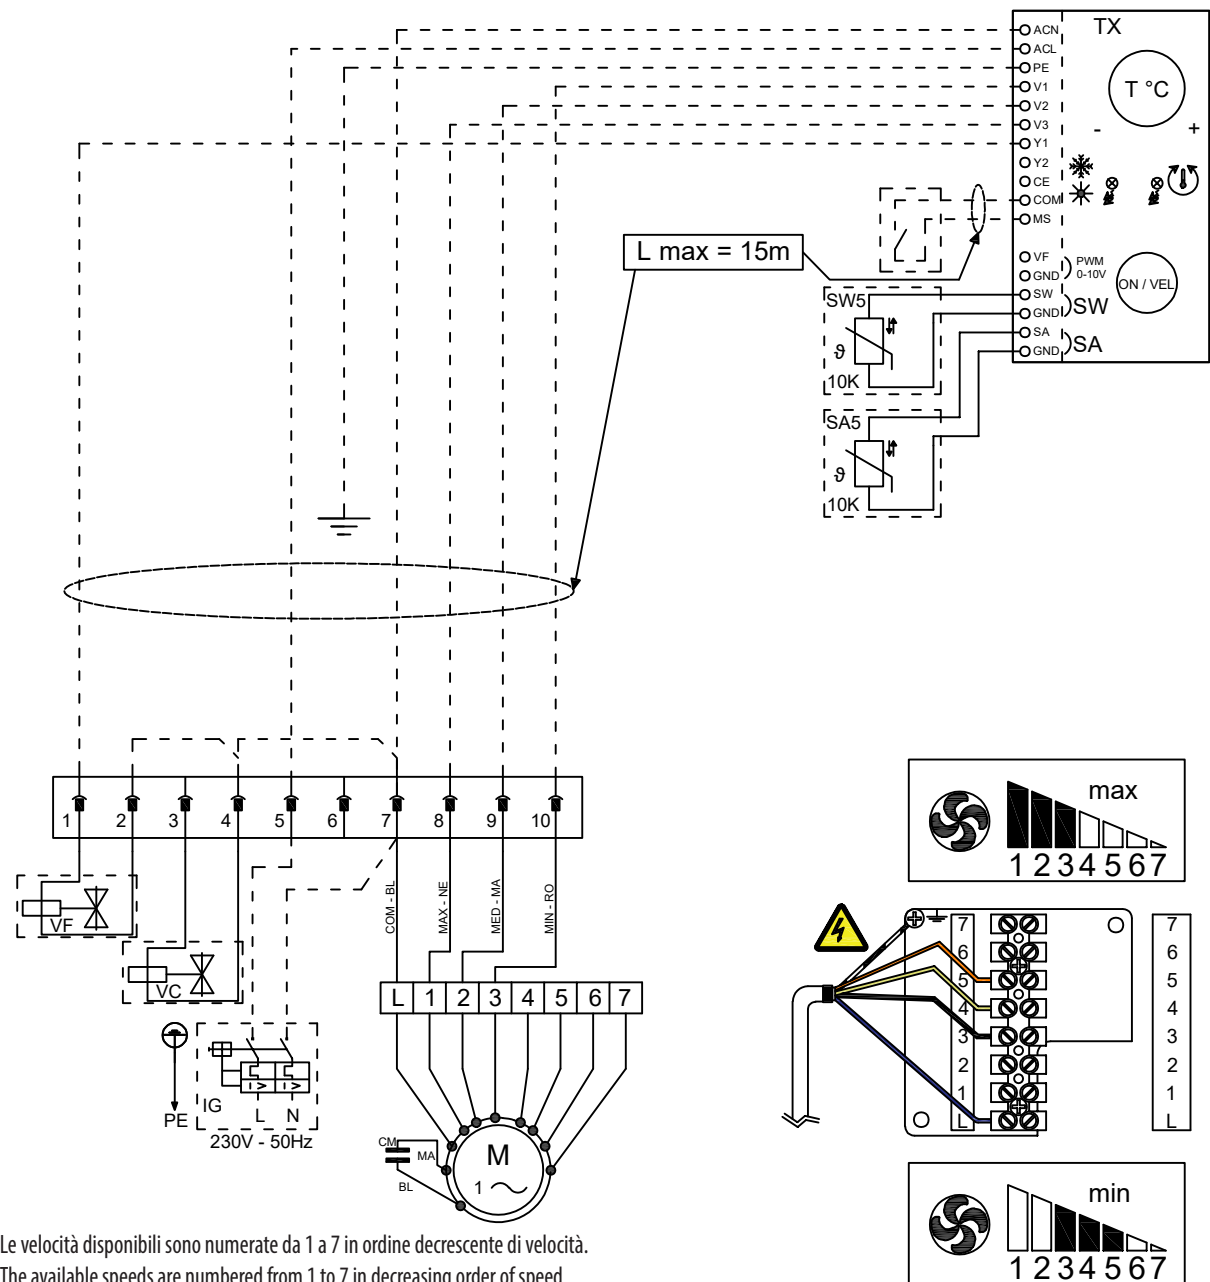 TX
ACN
ACL
PE
V1
V2
V3
Y1
Y2
CE
COM
MS
VF
GND
SW
GND
SA
GND
T °C
- +
PWM
0-10V
ON / VEL
SW
SA
L max = 15m
SW5
ϑ
10K
SA5
ϑ
10K
1 2 3 4 5 6 7 8 9 10
VF
VC
COM - BL
MAX - NE
MED - MA
MIN - RO
L 1 2 3 4 5 6 7
PE
IG
I > I >
L N
230V - 50Hz
CM
MA
BL
M
1
max
1 2 3 4 5 6 7
7 7
6 6
5 5
4 4
3 3
2 2
1 1
L L
min
1 2 3 4 5 6 7
Le velocità disponibili sono numerate da 1 a 7 in ordine decrescente di velocità.
The available speeds are numbered from 1 to 7 in decreasing order of speed